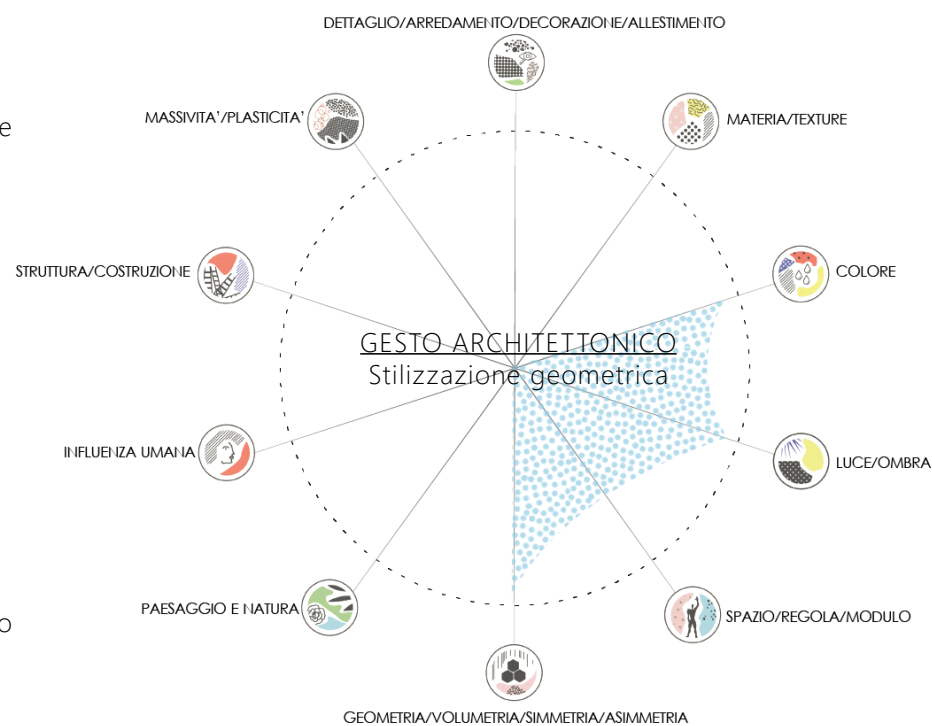 DETTAGLIO/ARREDAMENTO/DECORAZIONE/ALLESTIMENTO
MASSIVITA'/PLASTICITA'
MATERIA/TEXTURE
e
STRUTTURA/COSTRUZIONE
COLORE
GESTO ARCHITETTONICO
Stilizzazione geometrica
INFLUENZA UMANA
LUCE/OMBRA
PAESAGGIO E NATURA
SPAZIO/REGOLA/MODULO
o
GEOMETRIA/VOLUMETRIA/SIMMETRIA/ASIMMETRIA